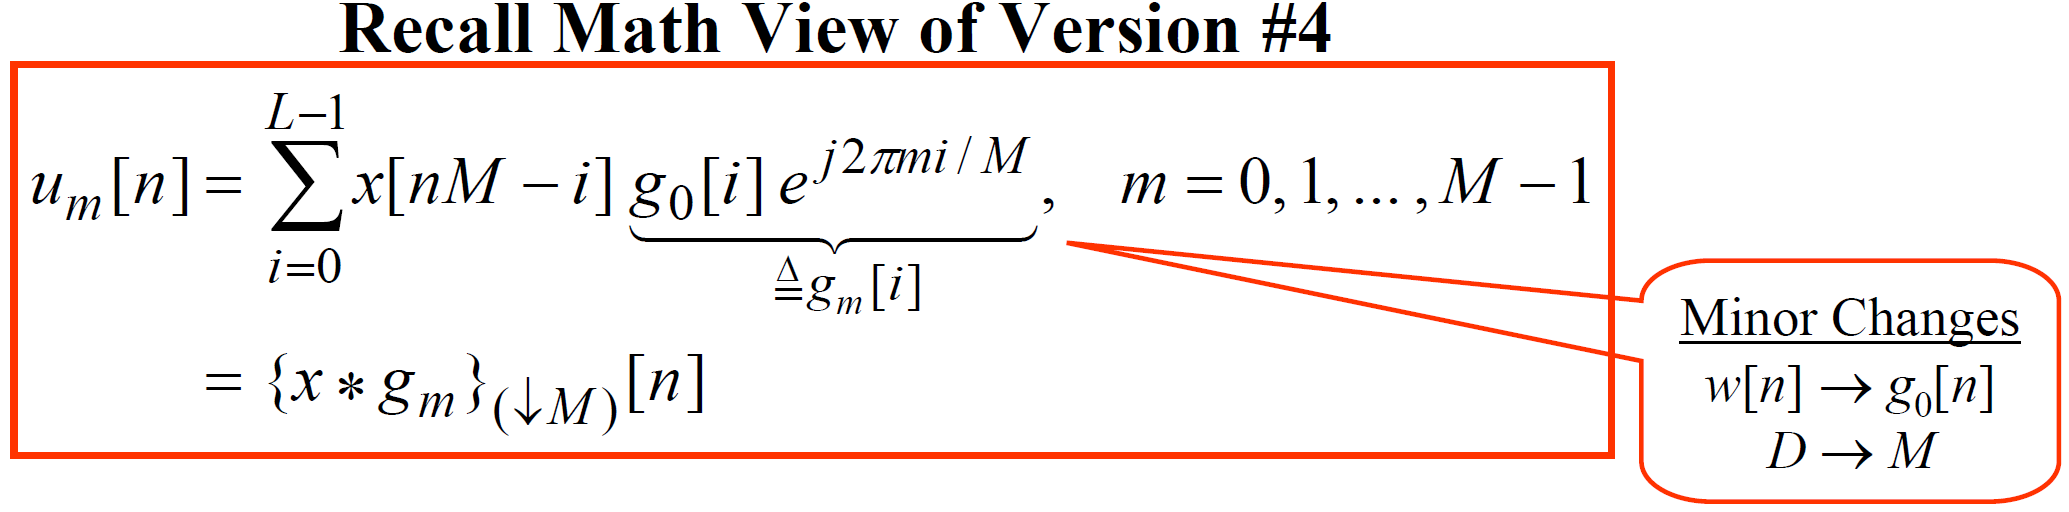 Recall Math View of Version #4
L−1
u_m[n] = ∑ x[nM − i] g_0[i] e^{j2πmi/M}, m = 0, 1, ... , M − 1
i=0
≜ g_m[i]
= {x ∗ g_m}_{(↓M)}[n]
Minor Changes
w[n] → g_0[n]
D → M